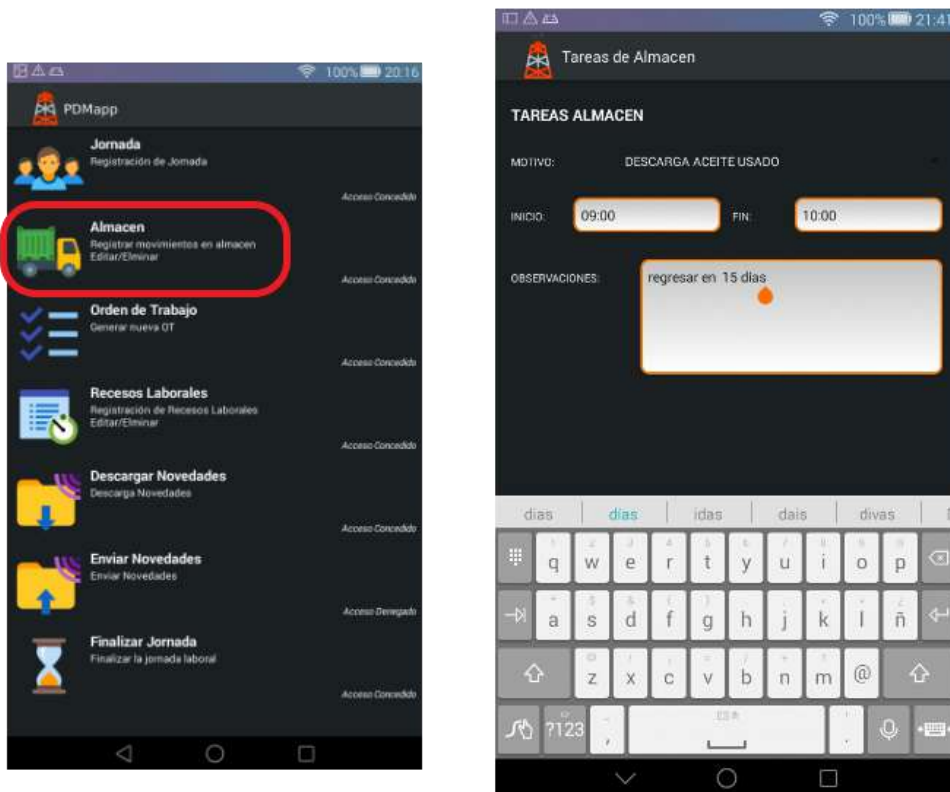 100% 20:16
PDMapp
Jornada
Registración de Jornada
Acceso Concedido
Almacen
Registrar movimientos en almacen
Editar/Elminar
Acceso Concedido
Orden de Trabajo
Generar nueva OT
Acceso Concedido
Recesos Laborales
Registración de Recesos Laborales
Editar/Elminar
Acceso Concedido
Descargar Novedades
Descarga Novedades
Acceso Concedido
Enviar Novedades
Enviar Novedades
Acceso Denegado
Finalizar Jornada
Finalizar la jornada laboral
Acceso Concedido
100% 21:41
Tareas de Almacen
TAREAS ALMACEN
MOTIVO: DESCARGA ACEITE USADO
INICIO: 09:00 FIN: 10:00
OBSERVACIONES: regresar en 15 días
dias días idas dais divas
q w e r t y u i o p
a s d f g h j k l ñ
z x c v b n m @
?123 , .